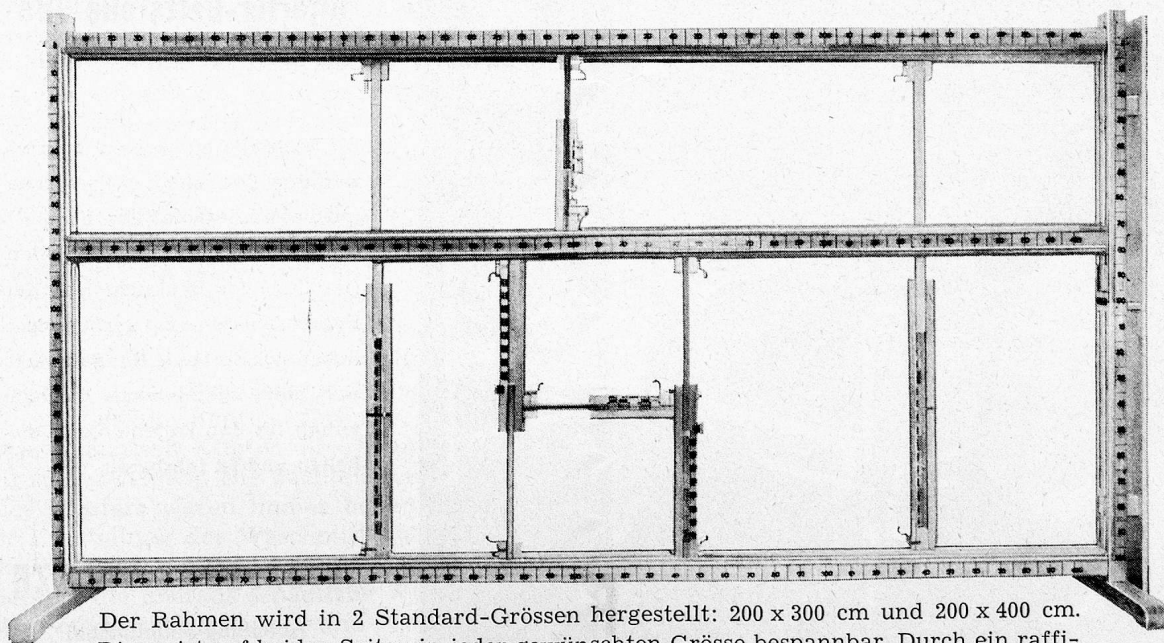 Der Rahmen wird in 2 Standard-Grössen hergestellt: 200 x 300 cm und 200 x 400 cm.
auf beiden Seiten in jeder gewünschten Grösse bespannbar. Durch ein raffi-